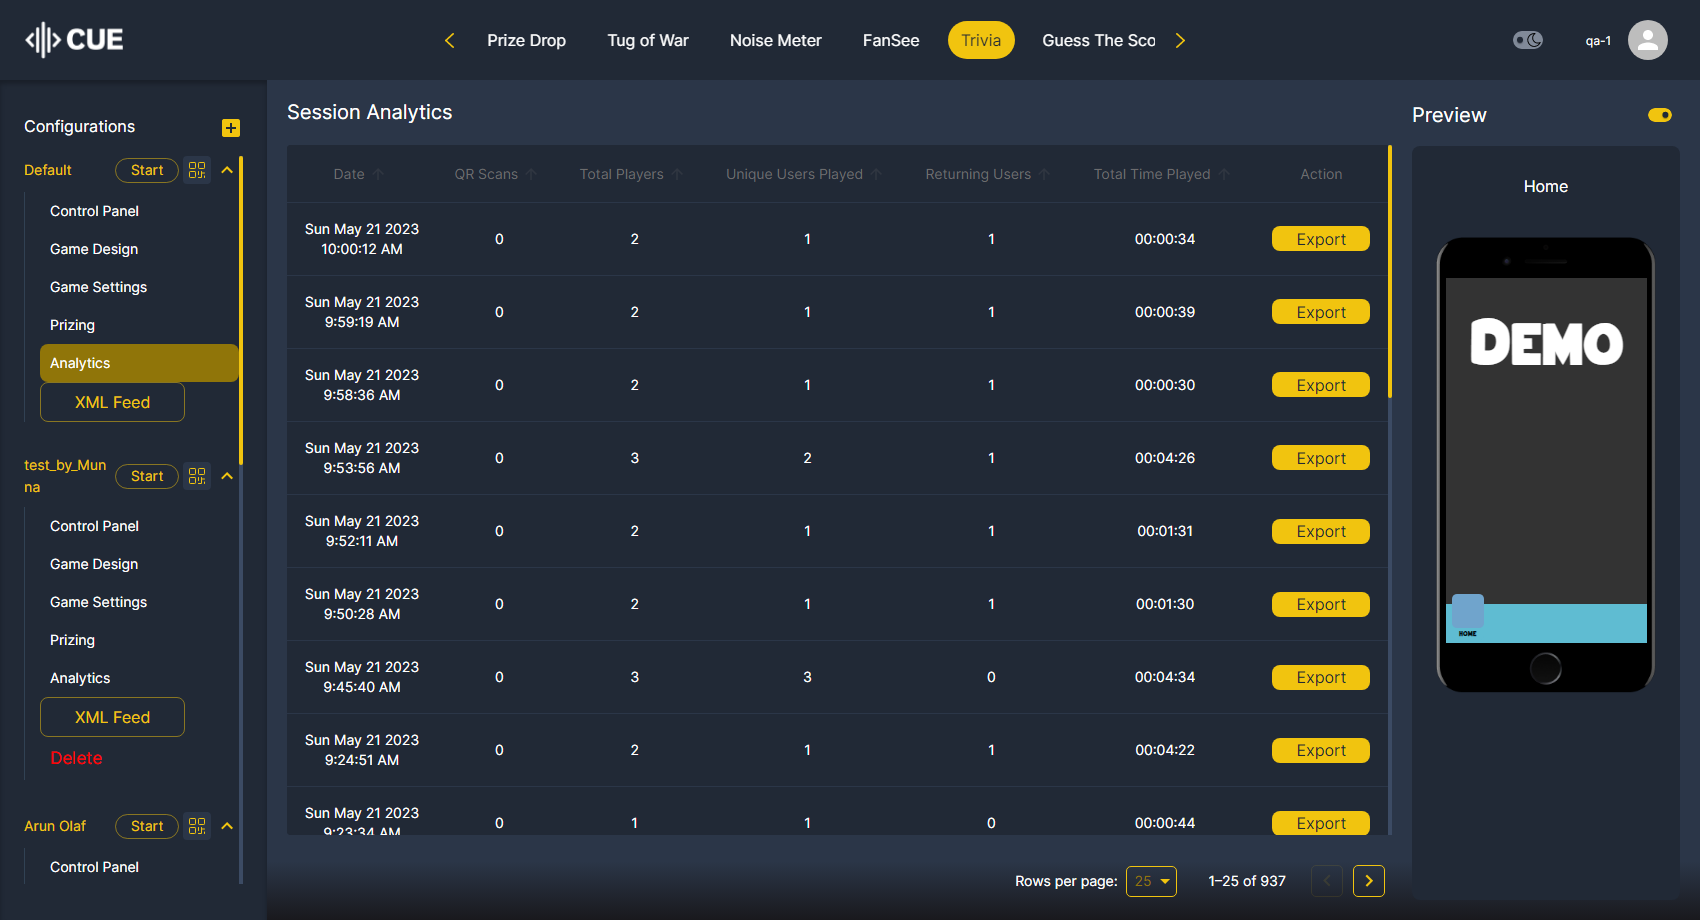 CUE
Prize Drop
Tug of War
Noise Meter
FanSee
Trivia
Guess The Sco
qa-1
Configurations
Default
Start
Control Panel
Game Design
Game Settings
Prizing
Analytics
XML Feed
test_by_Mun
na
Start
Control Panel
Game Design
Game Settings
Prizing
Analytics
XML Feed
Delete
Arun Olaf
Start
Control Panel
Session Analytics
Date QR Scans Total Players Unique Users Played Returning Users Total Time Played Action
Sun May 21 2023
10:00:12 AM
0 2 1 1 00:00:34 Export
Sun May 21 2023
9:59:19 AM
0 2 1 1 00:00:39 Export
Sun May 21 2023
9:58:36 AM
0 2 1 1 00:00:30 Export
Sun May 21 2023
9:53:56 AM
0 3 2 1 00:04:26 Export
Sun May 21 2023
9:52:11 AM
0 2 1 1 00:01:31 Export
Sun May 21 2023
9:50:28 AM
0 2 1 1 00:01:30 Export
Sun May 21 2023
9:45:40 AM
0 3 3 0 00:04:34 Export
Sun May 21 2023
9:24:51 AM
0 2 1 1 00:04:22 Export
Sun May 21 2023
9:23:34 AM
0 1 1 0 00:00:44 Export
Rows per page: 25 1–25 of 937
Preview
Home
DEMO
HOME